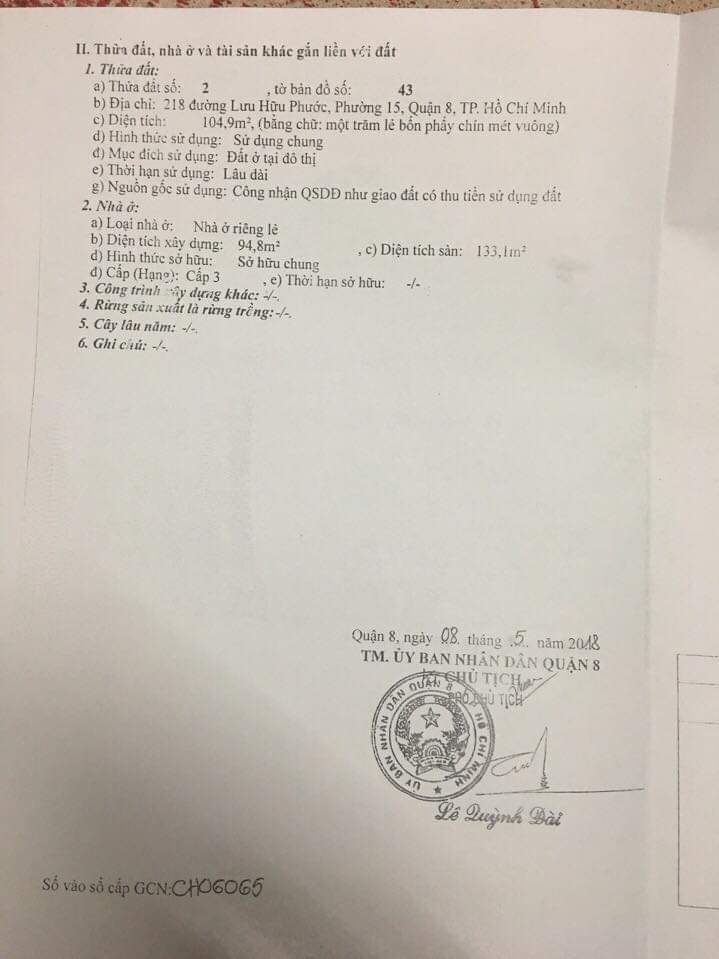 II. Thửa đất, nhà ở và tài sản khác gắn liền với đất
1. Thửa đất:
a) Thửa đất số: 2 , tờ bản đồ số: 43
b) Địa chỉ: 218 đường Lưu Hữu Phước, Phường 15, Quận 8, TP. Hồ Chí Minh
c) Diện tích: 104,9m², (bằng chữ: một trăm lẻ bốn phẩy chín mét vuông)
d) Hình thức sử dụng: Sử dụng chung
đ) Mục đích sử dụng: Đất ở tại đô thị
e) Thời hạn sử dụng: Lâu dài
g) Nguồn gốc sử dụng: Công nhận QSDĐ như giao đất có thu tiền sử dụng đất
2. Nhà ở:
a) Loại nhà ở: Nhà ở riêng lẻ
b) Diện tích xây dựng: 94,8m² , c) Diện tích sàn: 133,1m²
d) Hình thức sở hữu: Sở hữu chung
đ) Cấp (Hạng): Cấp 3 , e) Thời hạn sở hữu: -/-
3. Công trình xây dựng khác: -/-.
4. Rừng sản xuất là rừng trồng:-/-.
5. Cây lâu năm: -/-.
6. Ghi chú: -/-.
Quận 8, ngày 08. tháng .5.. năm 2018
TM. ỦY BAN NHÂN DÂN QUẬN 8
CHỦ TỊCH
PHÓ CHỦ TỊCH
ỦY BAN NHÂN DÂN QUẬN 8 HỒ CHÍ MINH
Lê Quỳnh Đài
Số vào sổ cấp GCN:CH06065